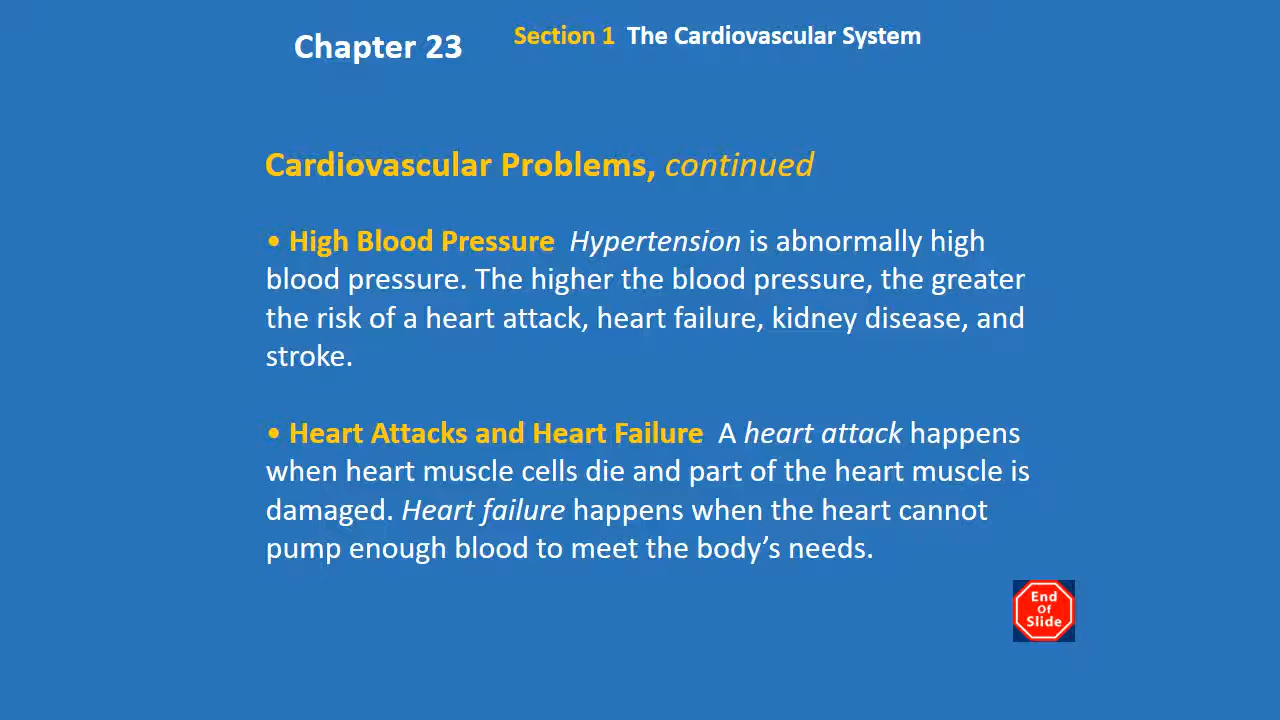 Chapter 23
Section 1 The Cardiovascular System
Cardiovascular Problems, continued
• High Blood Pressure Hypertension is abnormally high
blood pressure. The higher the blood pressure, the greater
the risk of a heart attack, heart failure, kidney disease, and
stroke.
• Heart Attacks and Heart Failure A heart attack happens
when heart muscle cells die and part of the heart muscle is
damaged. Heart failure happens when the heart cannot
pump enough blood to meet the body’s needs.
End
Of
Slide